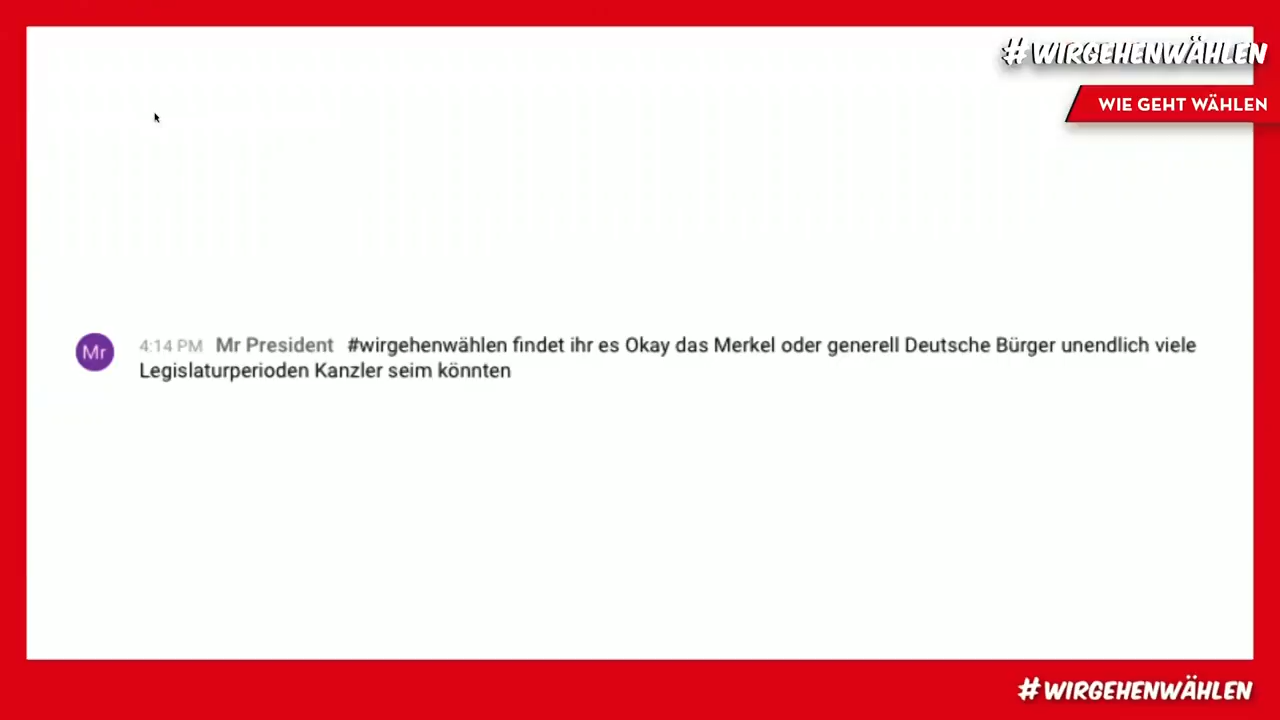 #WIRGEHENWÄHLEN
WIE GEHT WÄHLEN
Mr 4:14 PM Mr President #wirgehenwählen findet ihr es Okay das Merkel oder generell Deutsche Bürger unendlich viele
Legislaturperioden Kanzler seim könnten
#WIRGEHENWÄHLEN